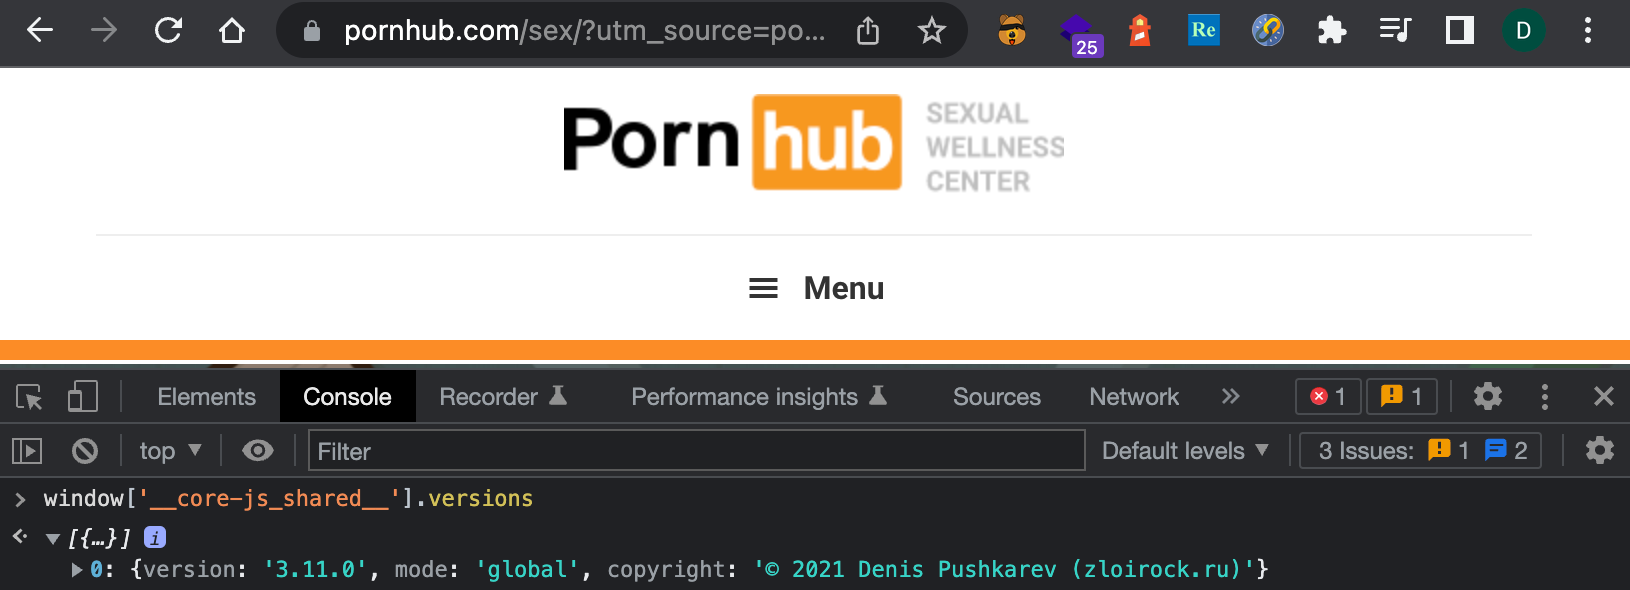 pornhub.com/sex/?utm_source=po...
25
Re
D
Porn hub
SEXUAL
WELLNESS
CENTER
Menu
Elements Console Recorder Performance insights Sources Network » 1 1
top ▼ Filter Default levels ▼ 3 Issues: 1 2
> window['__core-js_shared__'].versions
<· ▼ [{…}] i
▶ 0: {version: '3.11.0', mode: 'global', copyright: '© 2021 Denis Pushkarev (zloirock.ru)'}